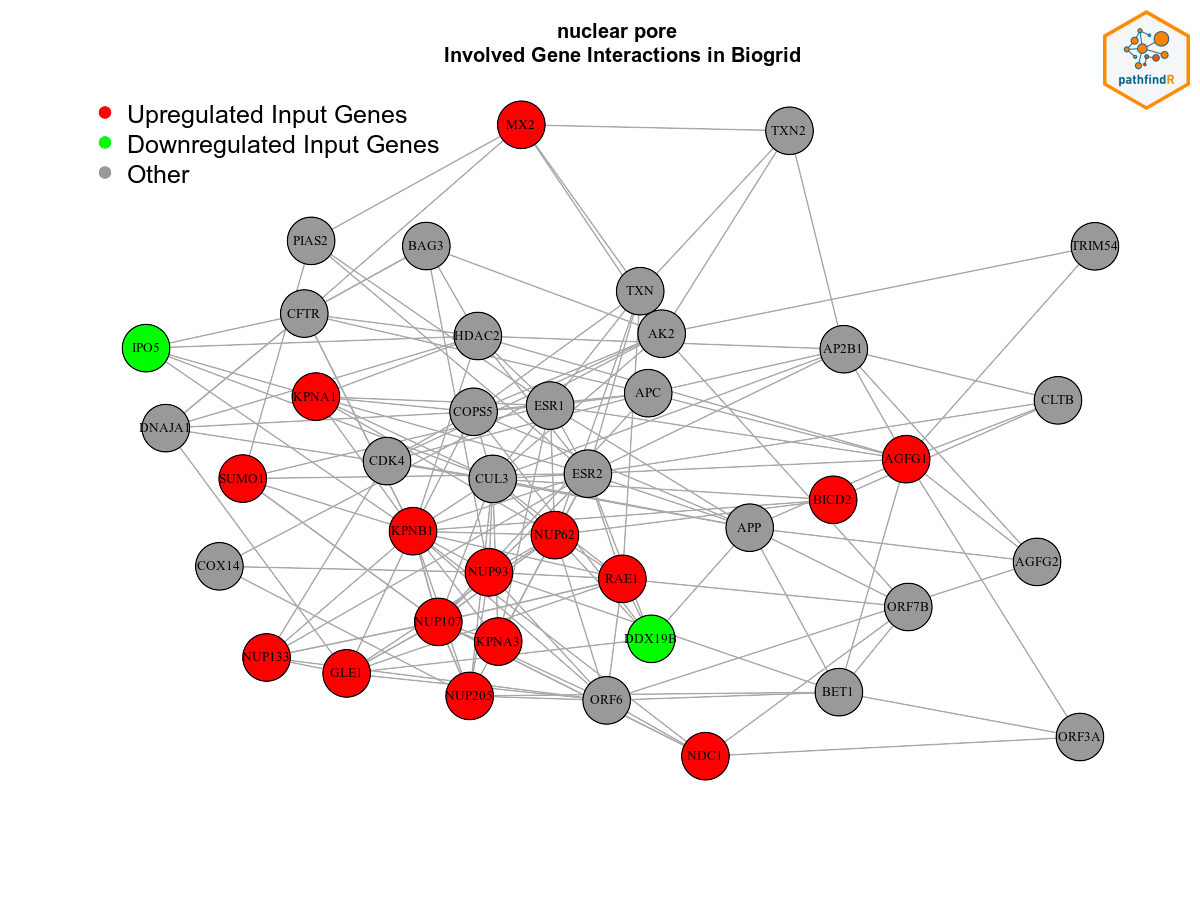 nuclear pore
Involved Gene Interactions in Biogrid
pathfindR
Upregulated Input Genes
Downregulated Input Genes
Other
MX2
TXN2
PIAS2
BAG3
TRIM54
TXN
CFTR
AK2
HDAC2
IPO5
AP2B1
KPNA1
APC
CLTB
ESR1
COPS5
DNAJA1
CDK4
AGFG1
ESR2
SUMO1
CUL3
BICD2
APP
KPNB1
NUP62
COX14
AGFG2
NUP93
RAE1
ORF7B
NUP107
DDX19B
KPNA3
NUP133
GLE1
BET1
NUP205
ORF6
ORF3A
NDC1